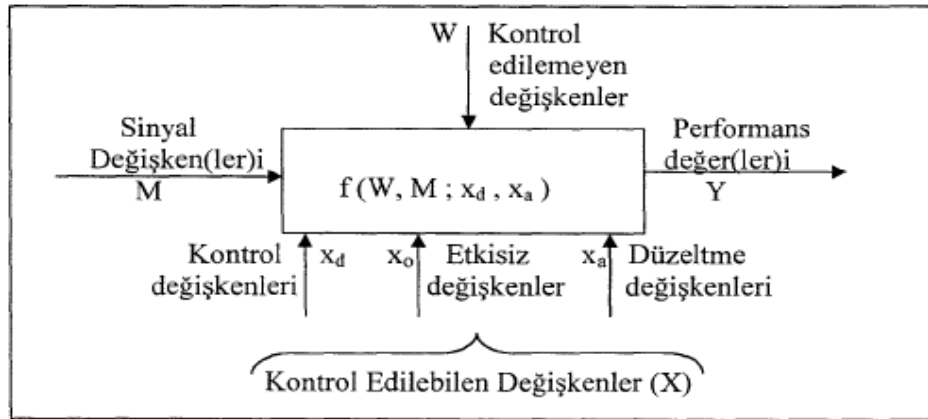 W
Kontrol
edilemeyen
değişkenler
Sinyal
Değişken(ler)i
M
f ( W, M ; x_d , x_a )
Performans
değer(ler)i
Y
Kontrol
değişkenleri
x_d
x_o
Etkisiz
değişkenler
x_a
Düzeltme
değişkenleri
Kontrol Edilebilen Değişkenler (X)